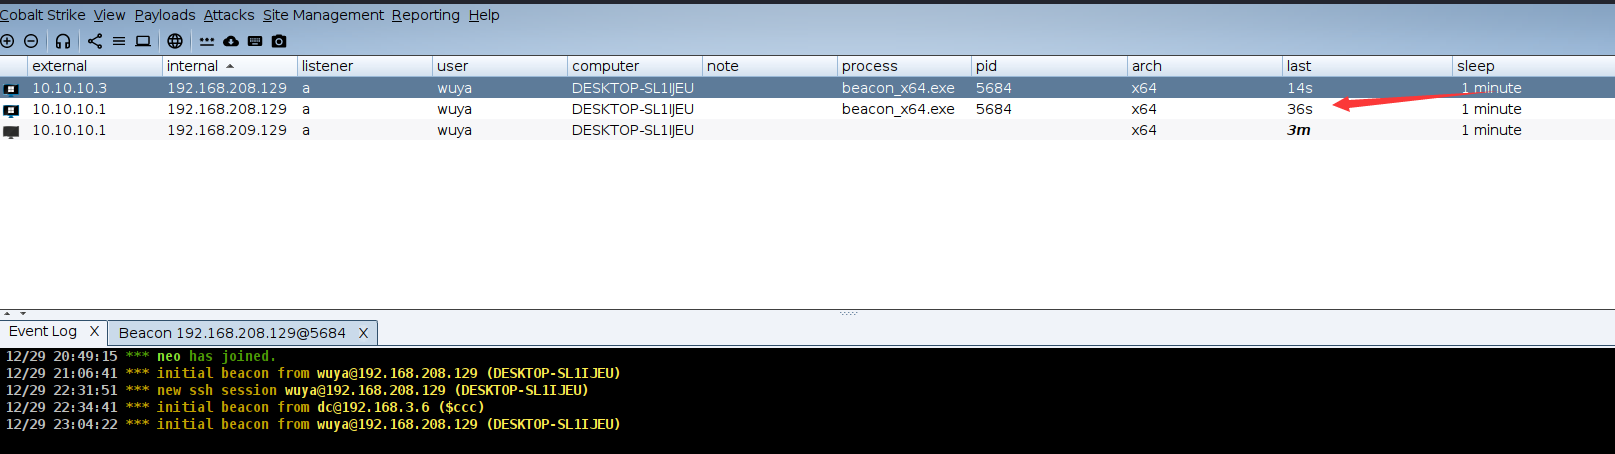 Cobalt Strike View Payloads Attacks Site Management Reporting Help
external internal listener user computer note process pid arch last sleep
10.10.10.3 192.168.208.129 a wuya DESKTOP-SL1IJEU beacon_x64.exe 5684 x64 14s 1 minute
10.10.10.1 192.168.208.129 a wuya DESKTOP-SL1IJEU beacon_x64.exe 5684 x64 36s 1 minute
10.10.10.1 192.168.209.129 a wuya DESKTOP-SL1IJEU x64 3m 1 minute
Event Log X Beacon 192.168.208.129@5684 X
12/29 20:49:15 *** neo has joined.
12/29 21:06:41 *** initial beacon from wuya@192.168.208.129 (DESKTOP-SL1IJEU)
12/29 22:31:51 *** new ssh session wuya@192.168.208.129 (DESKTOP-SL1IJEU)
12/29 22:34:41 *** initial beacon from dc@192.168.3.6 ($ccc)
12/29 23:04:22 *** initial beacon from wuya@192.168.208.129 (DESKTOP-SL1IJEU)